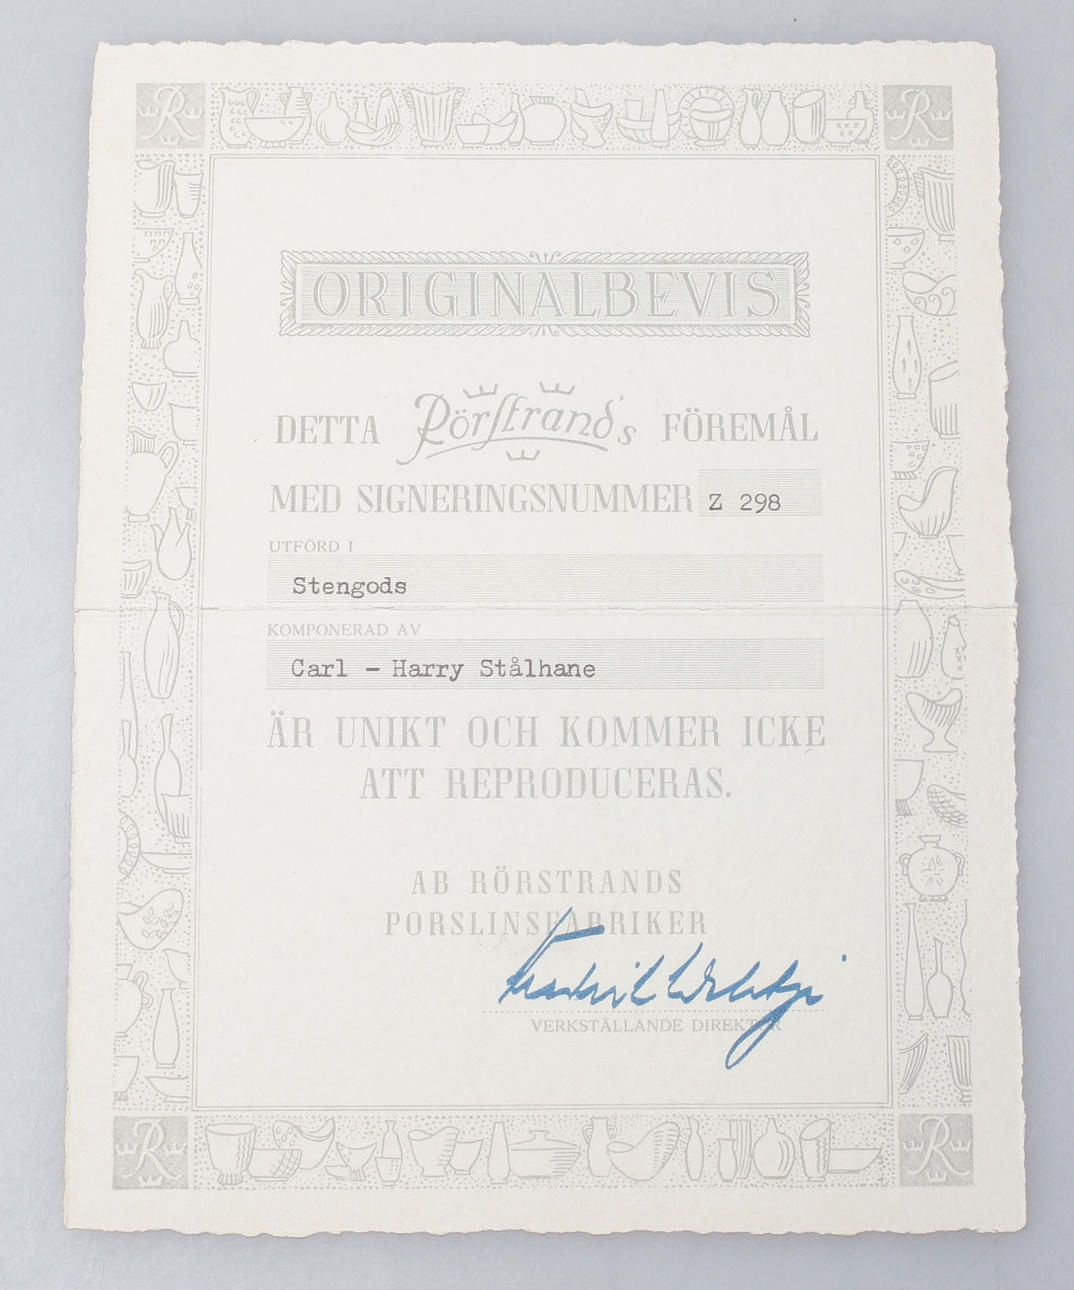 R R
ORIGINALBEVIS
DETTA Rörstrand's FÖREMÅL
MED SIGNERINGSNUMMER Z 298
UTFÖRD I
Stengods
KOMPONERAD AV
Carl - Harry Stålhane
ÄR UNIKT OCH KOMMER ICKE
ATT REPRODUCERAS.
AB RÖRSTRANDS
PORSLINSFABRIKER
VERKSTÄLLANDE DIREKTÖR
R R